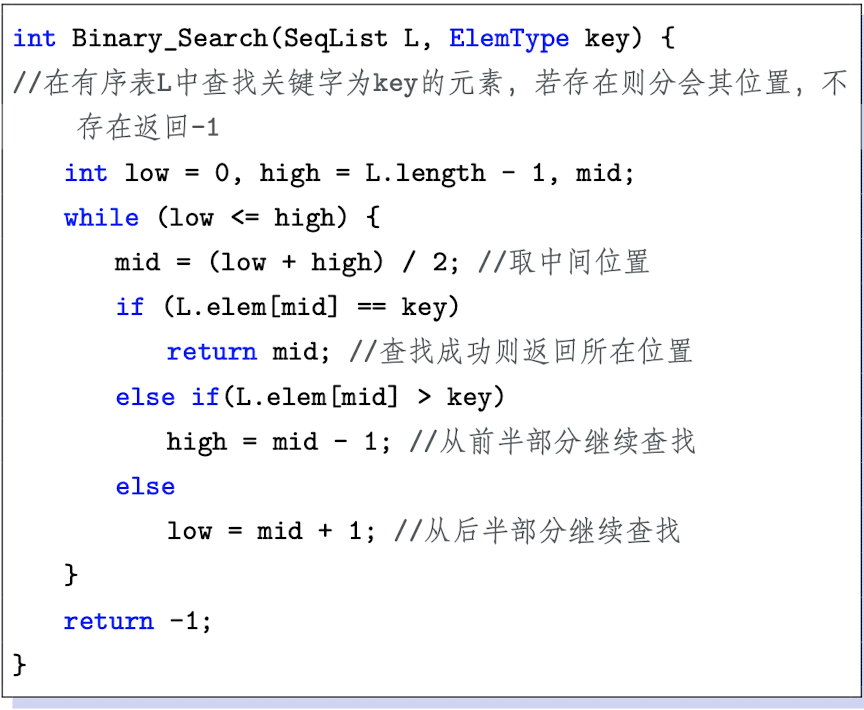 int Binary_Search(SeqList L, ElemType key) {
//在有序表L中查找关键字为key的元素，若存在则分会其位置，不
存在返回-1
int low = 0, high = L.length - 1, mid;
while (low <= high) {
mid = (low + high) / 2; //取中间位置
if (L.elem[mid] == key)
return mid; //查找成功则返回所在位置
else if(L.elem[mid] > key)
high = mid - 1; //从前半部分继续查找
else
low = mid + 1; //从后半部分继续查找
}
return -1;
}